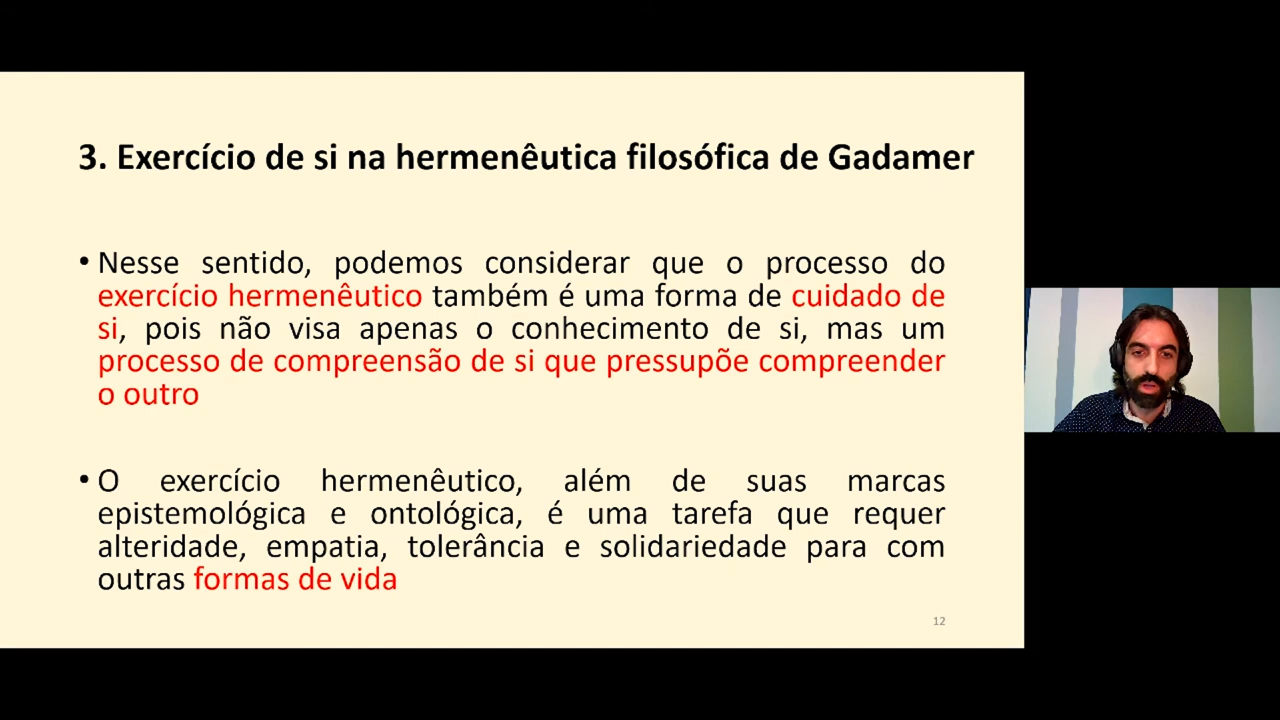 3. Exercício de si na hermenêutica filosófica de Gadamer
• Nesse sentido, podemos considerar que o processo do
exercício hermenêutico também é uma forma de cuidado de
si, pois não visa apenas o conhecimento de si, mas um
processo de compreensão de si que pressupõe compreender
o outro
• O exercício hermenêutico, além de suas marcas
epistemológica e ontológica, é uma tarefa que requer
alteridade, empatia, tolerância e solidariedade para com
outras formas de vida
12